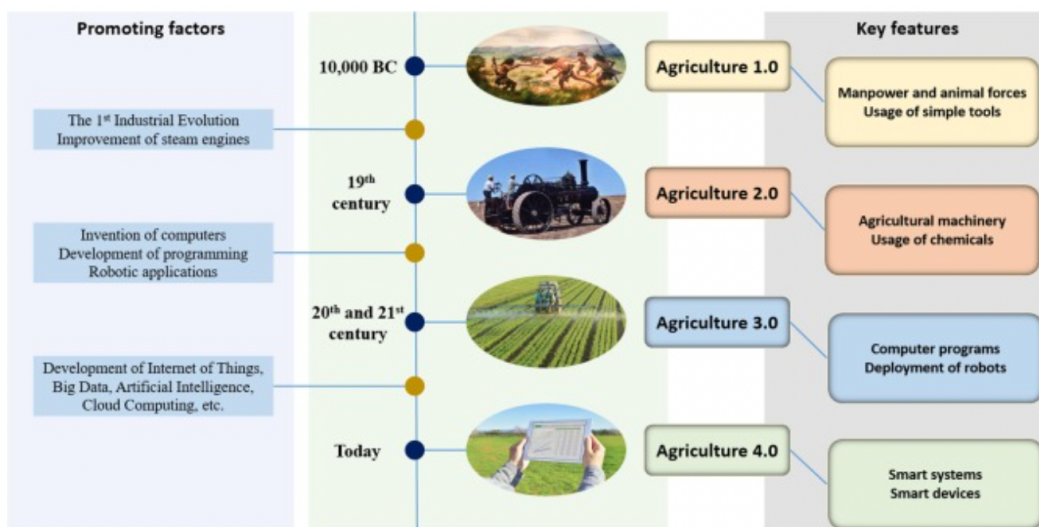 Promoting factors
Key features
10,000 BC
Agriculture 1.0
Manpower and animal forces
Usage of simple tools
The 1st Industrial Evolution
Improvement of steam engines
19th
century
Agriculture 2.0
Agricultural machinery
Usage of chemicals
Invention of computers
Development of programming
Robotic applications
20th and 21st
century
Agriculture 3.0
Computer programs
Deployment of robots
Development of Internet of Things,
Big Data, Artificial Intelligence,
Cloud Computing, etc.
Today
Agriculture 4.0
Smart systems
Smart devices